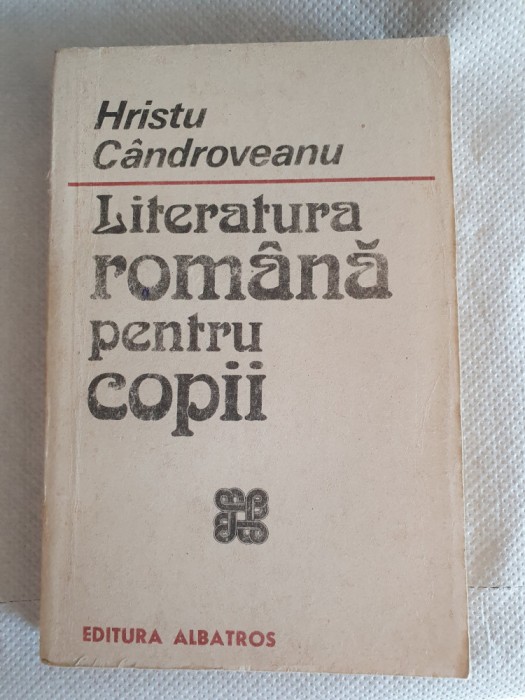 Hristu
Cândroveanu
Literatura
română
pentru
copii
EDITURA ALBATROS